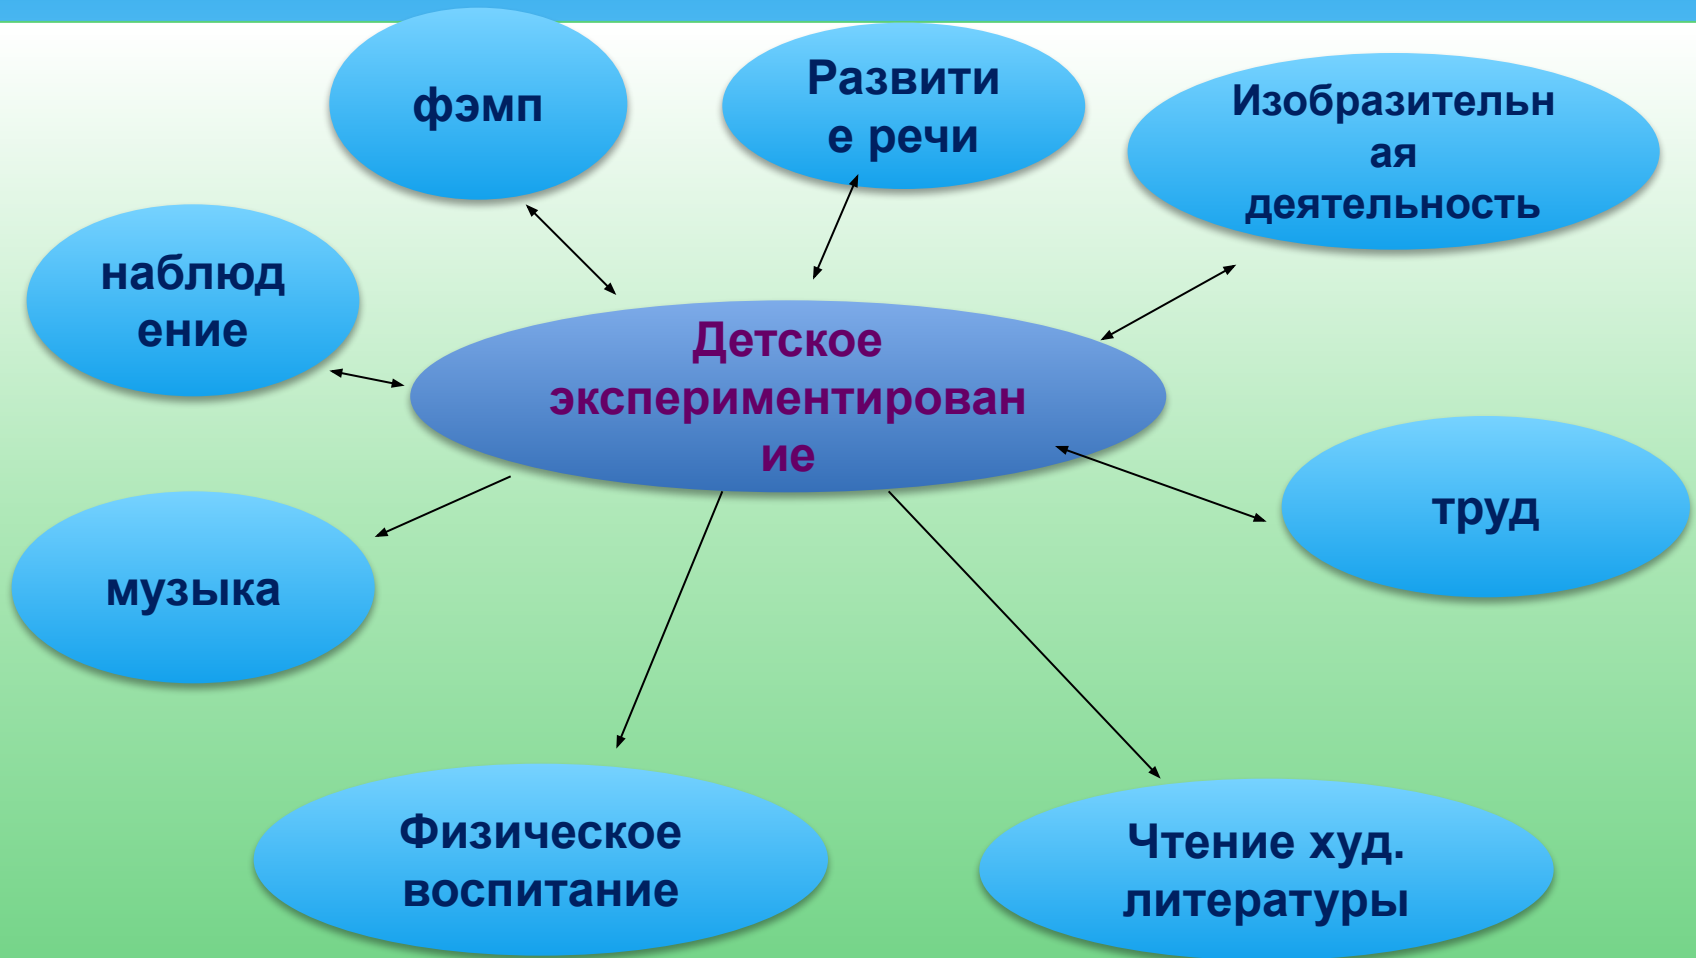 фэмп
Развити
е речи
Изобразительн
ая
деятельность
наблюд
ение
Детское
экспериментирован
ие
труд
музыка
Физическое
воспитание
Чтение худ.
литературы